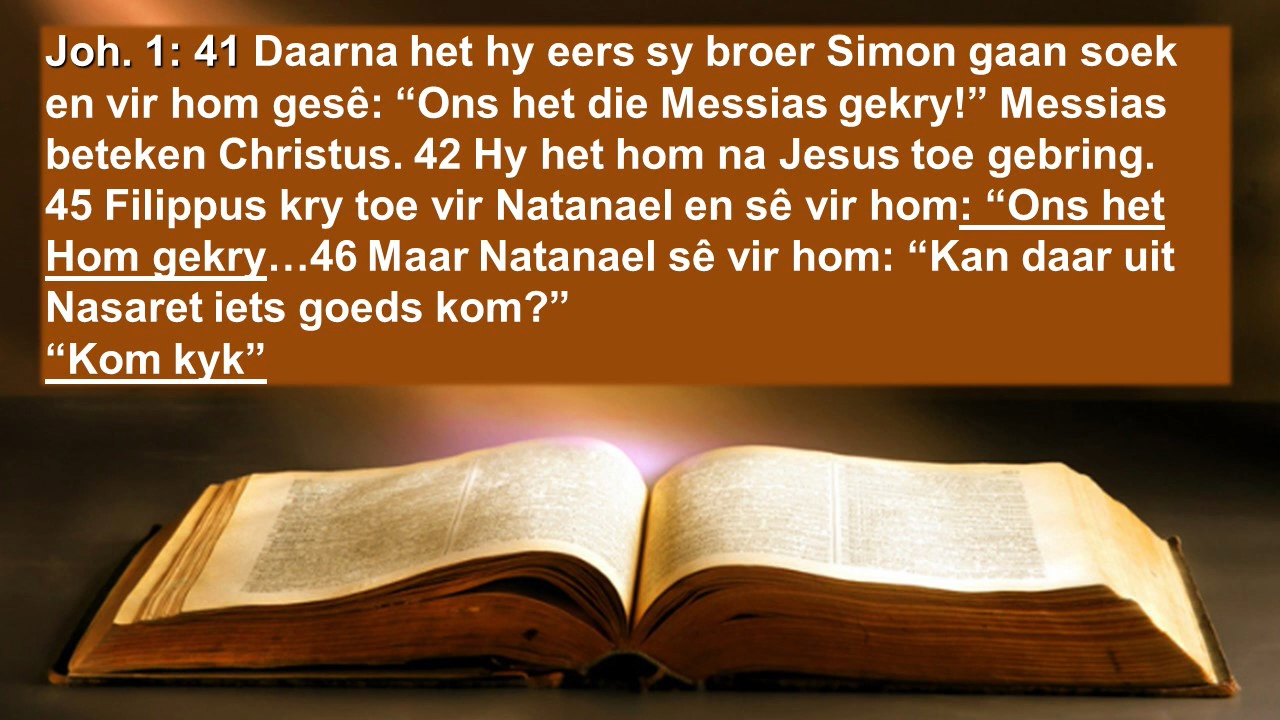 Joh. 1: 41 Daarna het hy eers sy broer Simon gaan soek
en vir hom gesê: “Ons het die Messias gekry!” Messias
beteken Christus. 42 Hy het hom na Jesus toe gebring.
45 Filippus kry toe vir Natanael en sê vir hom: “Ons het
Hom gekry…46 Maar Natanael sê vir hom: “Kan daar uit
Nasaret iets goeds kom?”
“Kom kyk”